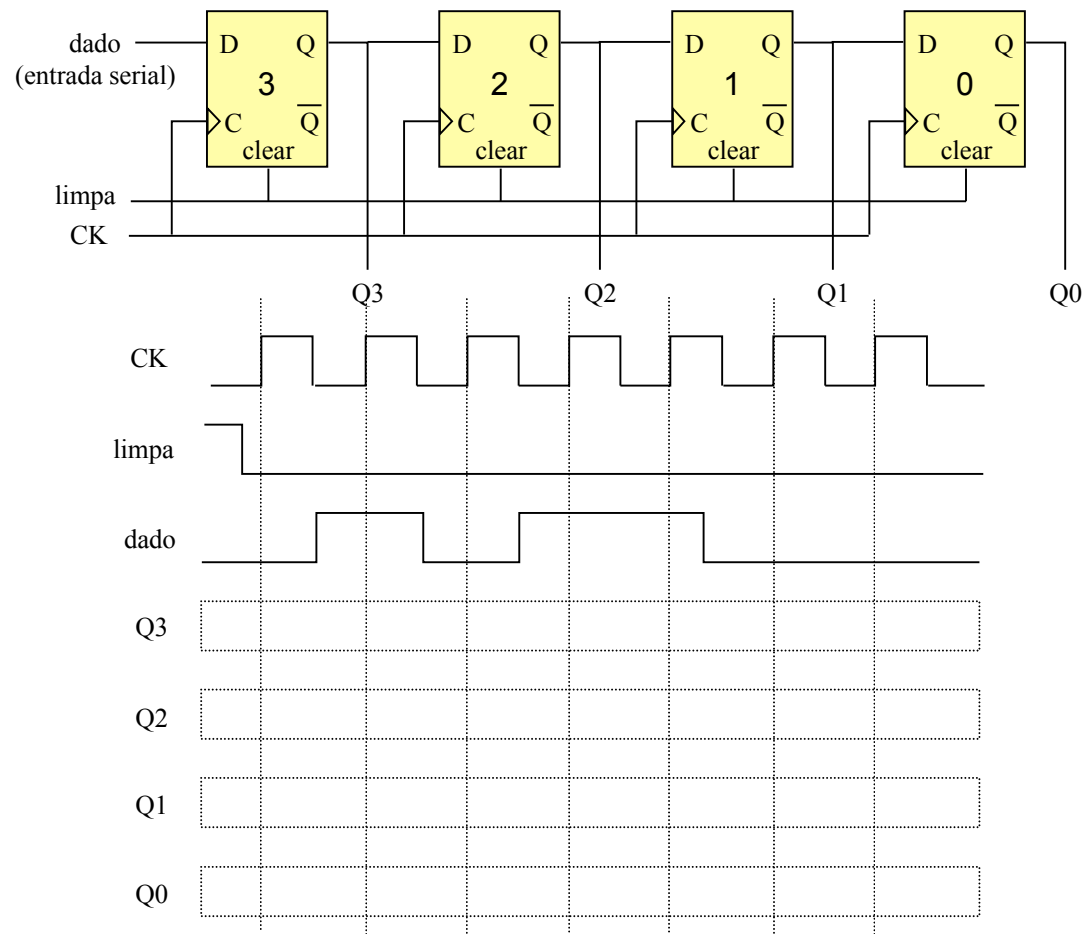 dado
(entrada serial)
D Q
3
C Q
clear
D Q
2
C Q
clear
D Q
1
C Q
clear
D Q
0
C Q
clear
limpa
CK
Q3 Q2 Q1 Q0
CK
limpa
dado
Q3
Q2
Q1
Q0